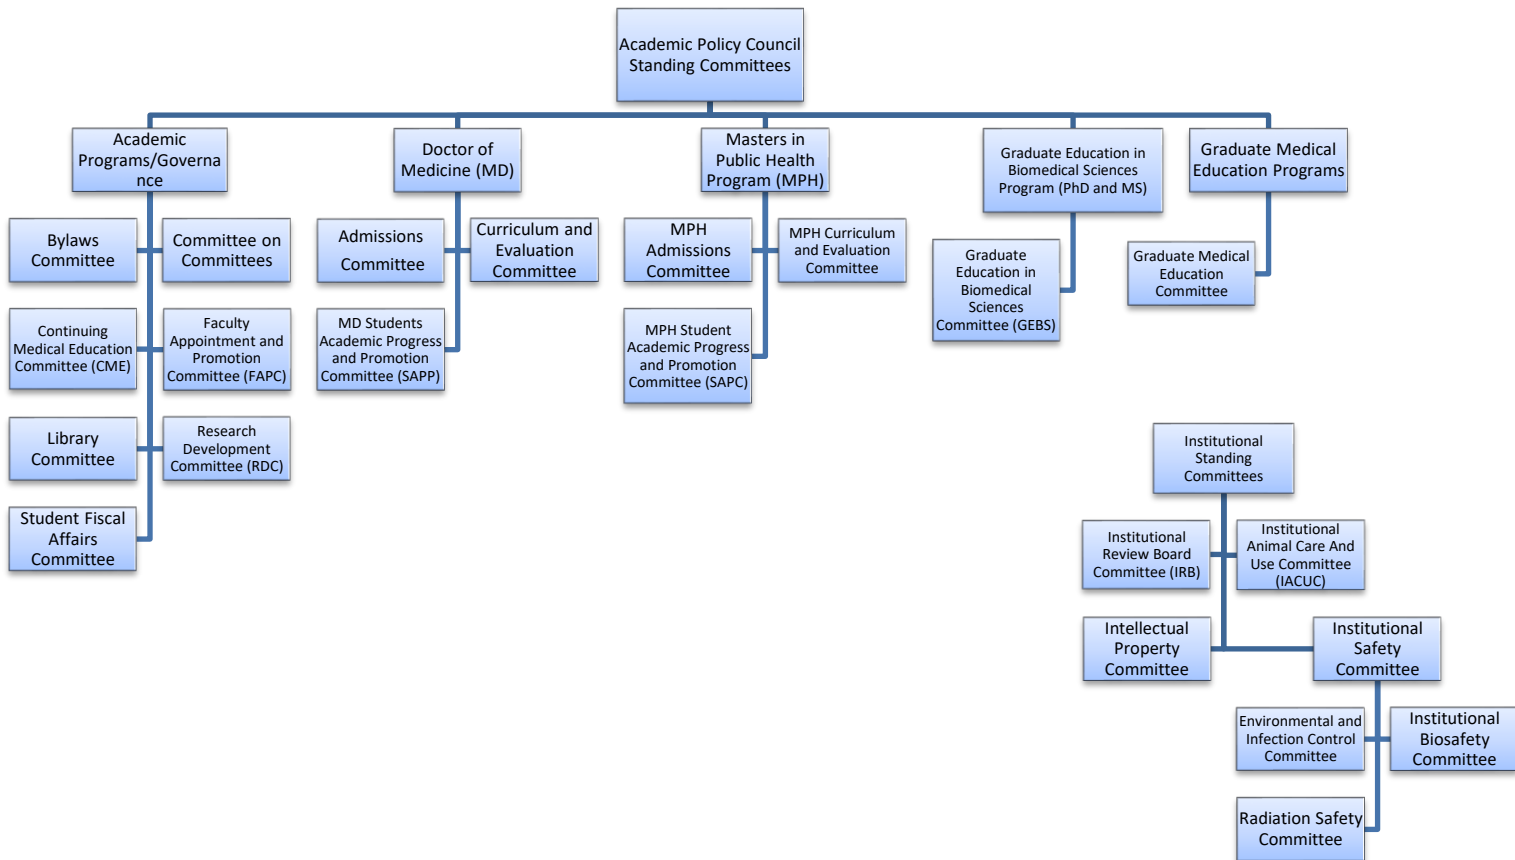 Academic Policy Council
Standing Committees
Academic
Programs/Governa
nce
Doctor of
Medicine (MD)
Masters in
Public Health
Program (MPH)
Graduate Education in
Biomedical Sciences
Program (PhD and MS)
Graduate Medical
Education Programs
Bylaws
Committee
Committee on
Committees
Continuing
Medical Education
Committee (CME)
Faculty
Appointment and
Promotion
Committee (FAPC)
Library
Committee
Research
Development
Committee (RDC)
Student Fiscal
Affairs
Committee
Admissions
Committee
Curriculum and
Evaluation
Committee
MD Students
Academic Progress
and Promotion
Committee (SAPP)
MPH
Admissions
Committee
MPH Curriculum
and Evaluation
Committee
MPH Student
Academic Progress
and Promotion
Committee (SAPC)
Graduate
Education in
Biomedical
Sciences
Committee (GEBS)
Graduate Medical
Education
Committee
Institutional
Standing
Committees
Institutional
Review Board
Committee (IRB)
Institutional
Animal Care And
Use Committee
(IACUC)
Intellectual
Property
Committee
Institutional
Safety
Committee
Environmental and
Infection Control
Committee
Institutional
Biosafety
Committee
Radiation Safety
Committee